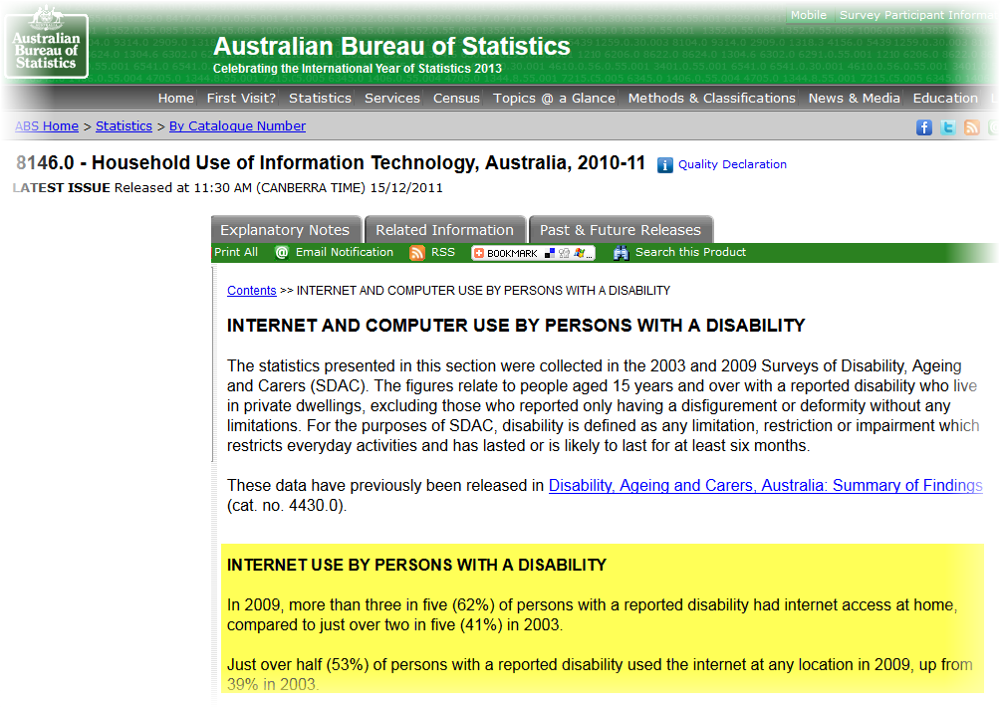 Mobile Survey Participant Informa
Australian
Bureau of
Statistics
Australian Bureau of Statistics
Celebrating the International Year of Statistics 2013
Home First Visit? Statistics Services Census Topics @ a Glance Methods & Classifications News & Media Education L
ABS Home > Statistics > By Catalogue Number
8146.0 - Household Use of Information Technology, Australia, 2010-11 i Quality Declaration
LATEST ISSUE Released at 11:30 AM (CANBERRA TIME) 15/12/2011
Explanatory Notes Related Information Past & Future Releases
Print All @ Email Notification RSS BOOKMARK Search this Product
Contents >> INTERNET AND COMPUTER USE BY PERSONS WITH A DISABILITY
INTERNET AND COMPUTER USE BY PERSONS WITH A DISABILITY
The statistics presented in this section were collected in the 2003 and 2009 Surveys of Disability, Ageing
and Carers (SDAC). The figures relate to people aged 15 years and over with a reported disability who live
in private dwellings, excluding those who reported only having a disfigurement or deformity without any
limitations. For the purposes of SDAC, disability is defined as any limitation, restriction or impairment which
restricts everyday activities and has lasted or is likely to last for at least six months.
These data have previously been released in Disability, Ageing and Carers, Australia: Summary of Findings
(cat. no. 4430.0).
INTERNET USE BY PERSONS WITH A DISABILITY
In 2009, more than three in five (62%) of persons with a reported disability had internet access at home,
compared to just over two in five (41%) in 2003.
Just over half (53%) of persons with a reported disability used the internet at any location in 2009, up from
39% in 2003.